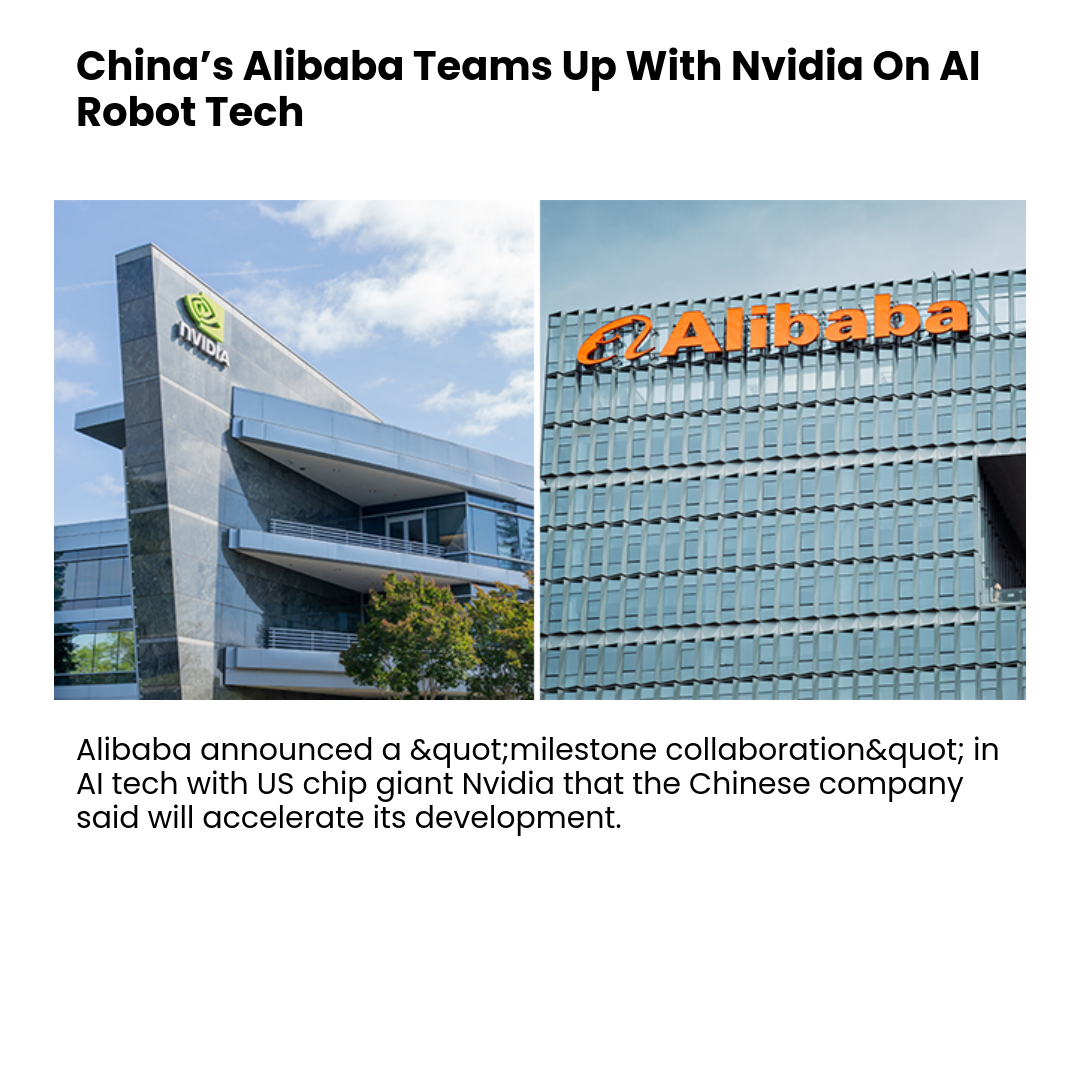 China’s Alibaba Teams Up With Nvidia On AI
Robot Tech
nVIDIA
Alibaba
Alibaba announced a &quot;milestone collaboration&quot; in
AI tech with US chip giant Nvidia that the Chinese company
said will accelerate its development.